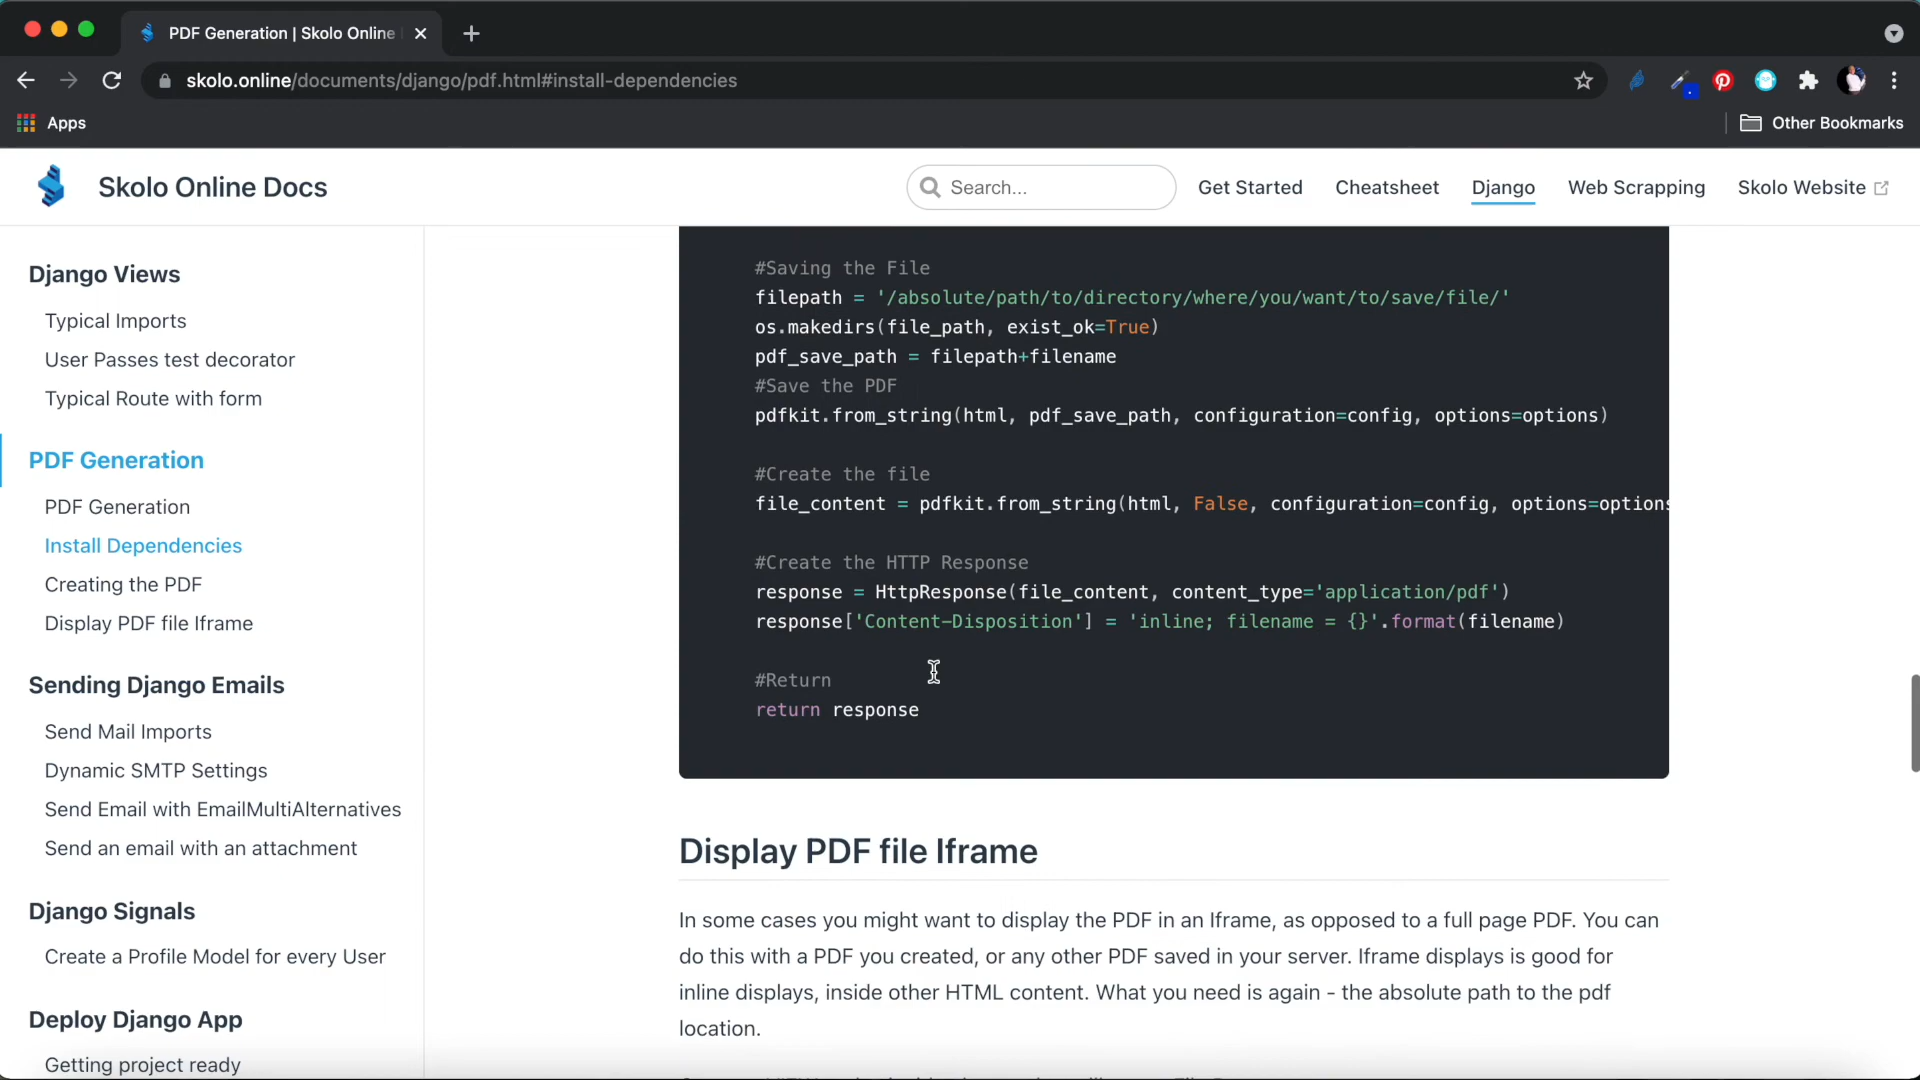 PDF Generation | Skolo Online
skolo.online/documents/django/pdf.html#install-dependencies
Apps
Other Bookmarks
Skolo Online Docs
Search...
Get Started
Cheatsheet
Django
Web Scrapping
Skolo Website
Django Views
Typical Imports
User Passes test decorator
Typical Route with form
PDF Generation
PDF Generation
Install Dependencies
Creating the PDF
Display PDF file Iframe
Sending Django Emails
Send Mail Imports
Dynamic SMTP Settings
Send Email with EmailMultiAlternatives
Send an email with an attachment
Django Signals
Create a Profile Model for every User
Deploy Django App
Getting project ready
#Saving the File
filepath = '/absolute/path/to/directory/where/you/want/to/save/file/'
os.makedirs(file_path, exist_ok=True)
pdf_save_path = filepath+filename
#Save the PDF
pdfkit.from_string(html, pdf_save_path, configuration=config, options=options)
#Create the file
file_content = pdfkit.from_string(html, False, configuration=config, options=options
#Create the HTTP Response
response = HttpResponse(file_content, content_type='application/pdf')
response['Content-Disposition'] = 'inline; filename = {}'.format(filename)
#Return
return response
Display PDF file Iframe
In some cases you might want to display the PDF in an Iframe, as opposed to a full page PDF. You can
do this with a PDF you created, or any other PDF saved in your server. Iframe displays is good for
inline displays, inside other HTML content. What you need is again - the absolute path to the pdf
location.